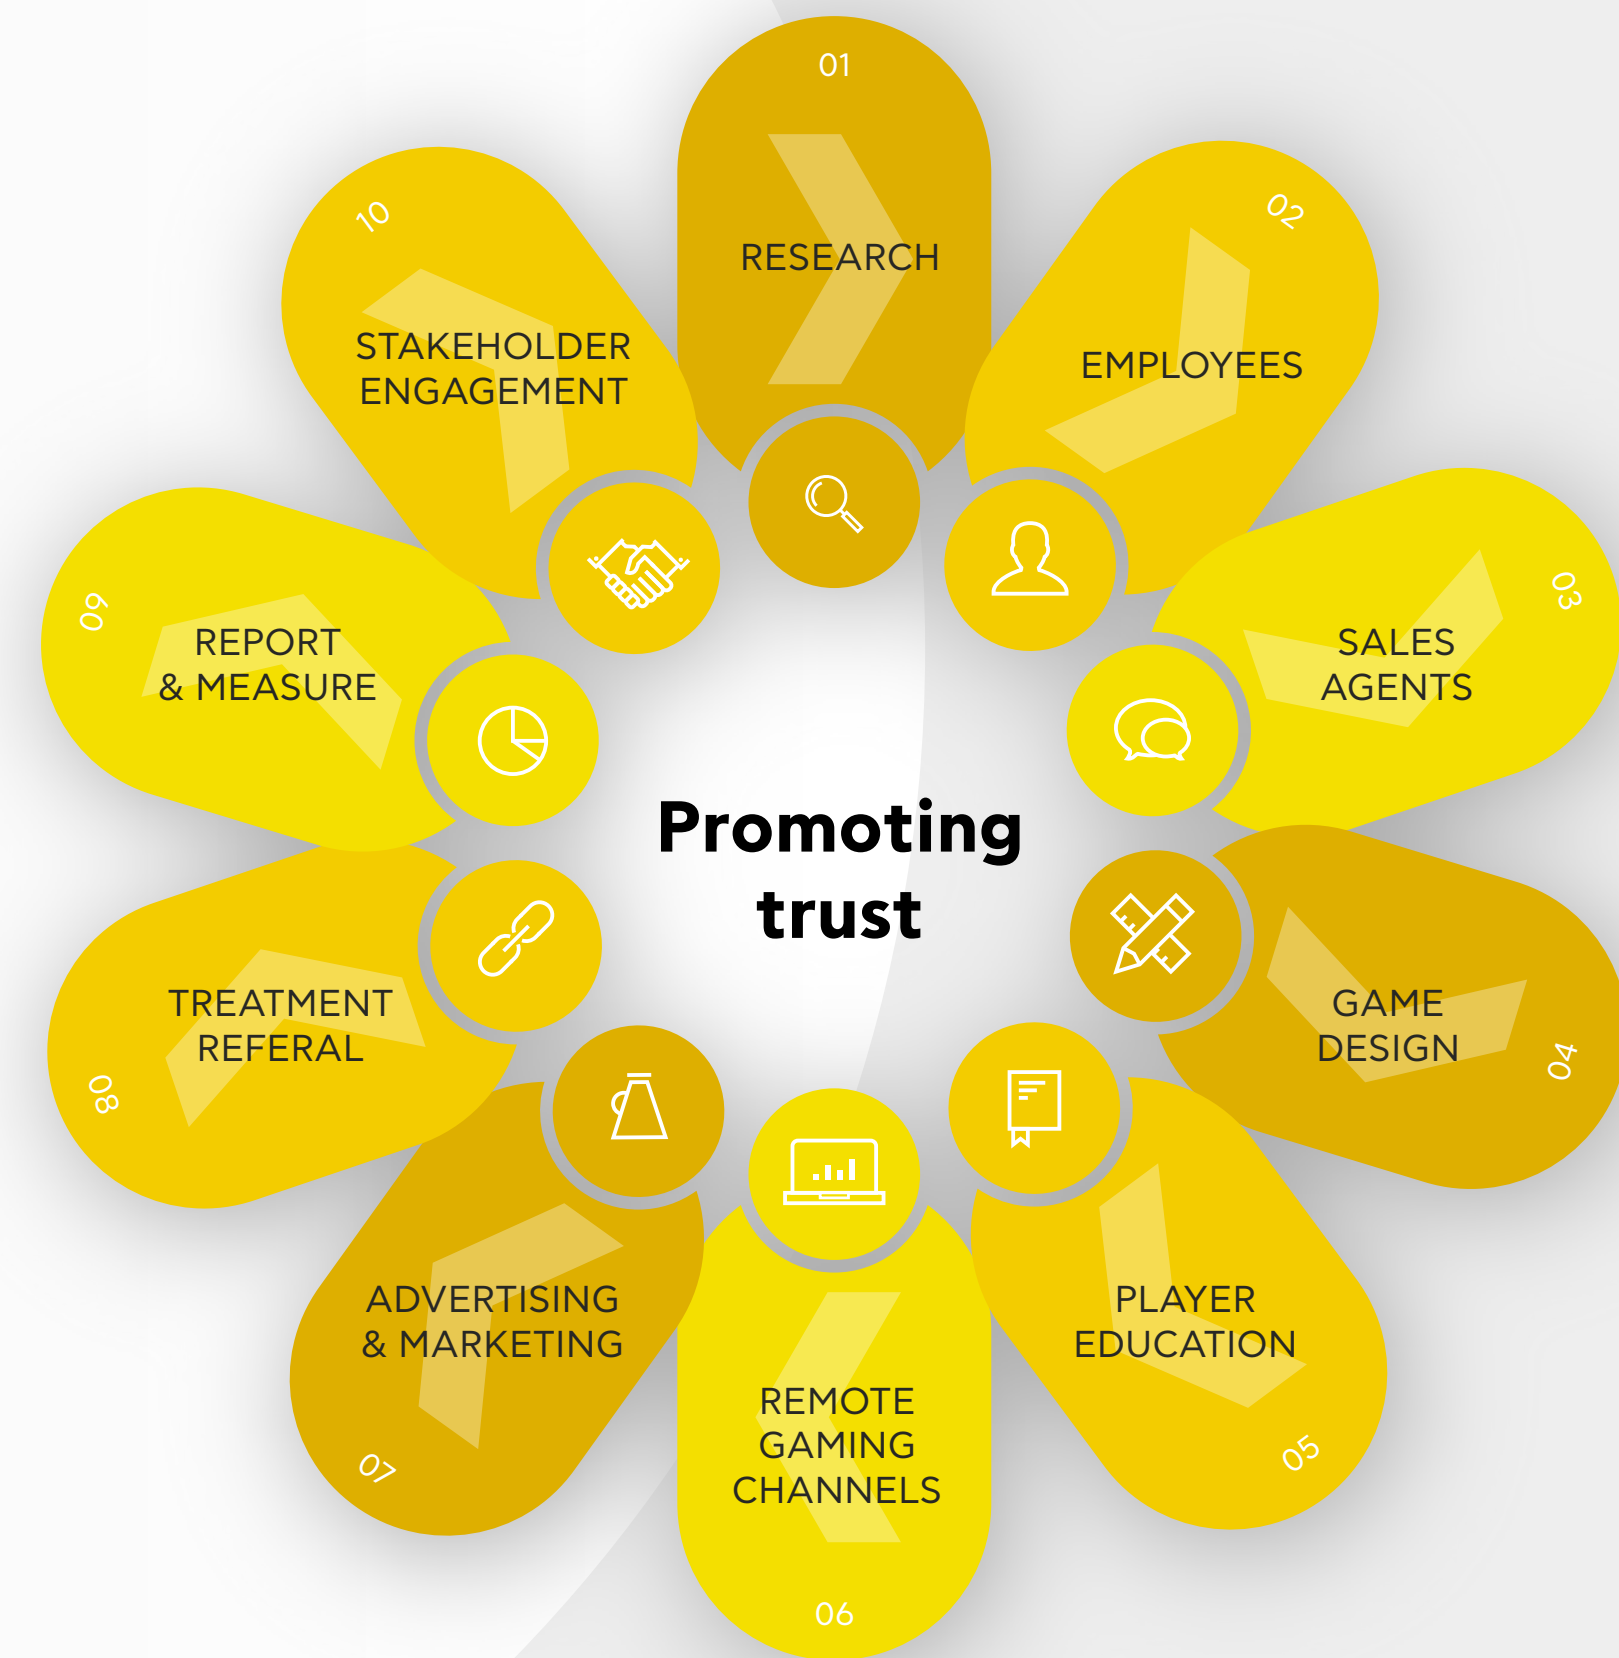 01
RESEARCH
02
EMPLOYEES
03
SALES
AGENTS
04
GAME
DESIGN
05
PLAYER
EDUCATION
06
REMOTE
GAMING
CHANNELS
07
ADVERTISING
& MARKETING
08
TREATMENT
REFERAL
09
REPORT
& MEASURE
10
STAKEHOLDER
ENGAGEMENT
Promoting
trust